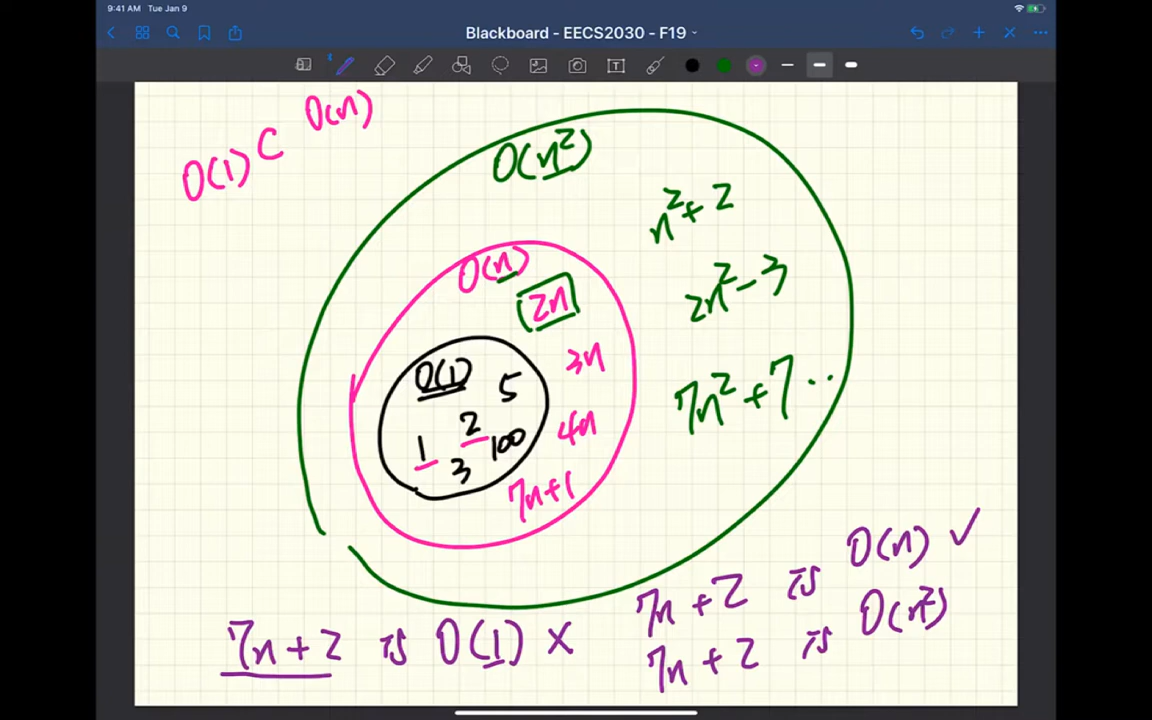 9:41 AM Tue Jan 9
Blackboard - EECS2030 - F19
O(n)
O(1) ⊂
O(n²)
n² + 2
O(n)
2n
2n² - 3
3n
O(1) 5
7n² + 7 ..
2
4n
1 100
3
7n+1
O(n) ✓
7n + 2 is
O(n²)
7n + 2 is
7n + 2 is O(1) ×